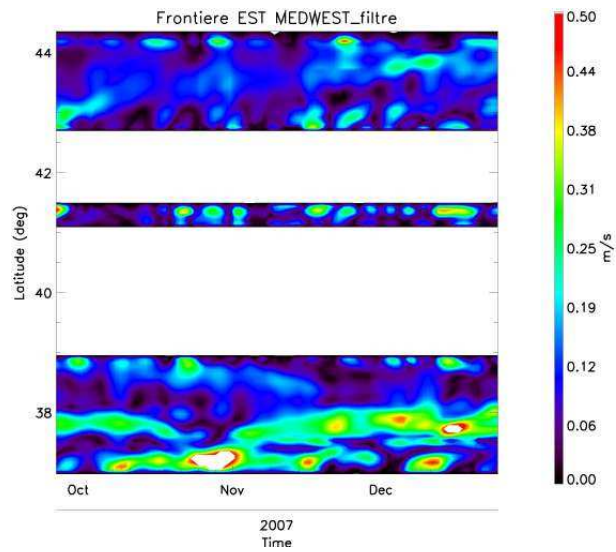 Frontiere EST MEDWEST_filtre
44
42
40
38
Latitude (deg)
Oct Nov Dec
2007
Time
0.50
0.44
0.38
0.31
0.25
0.19
0.12
0.06
0.00
m/s